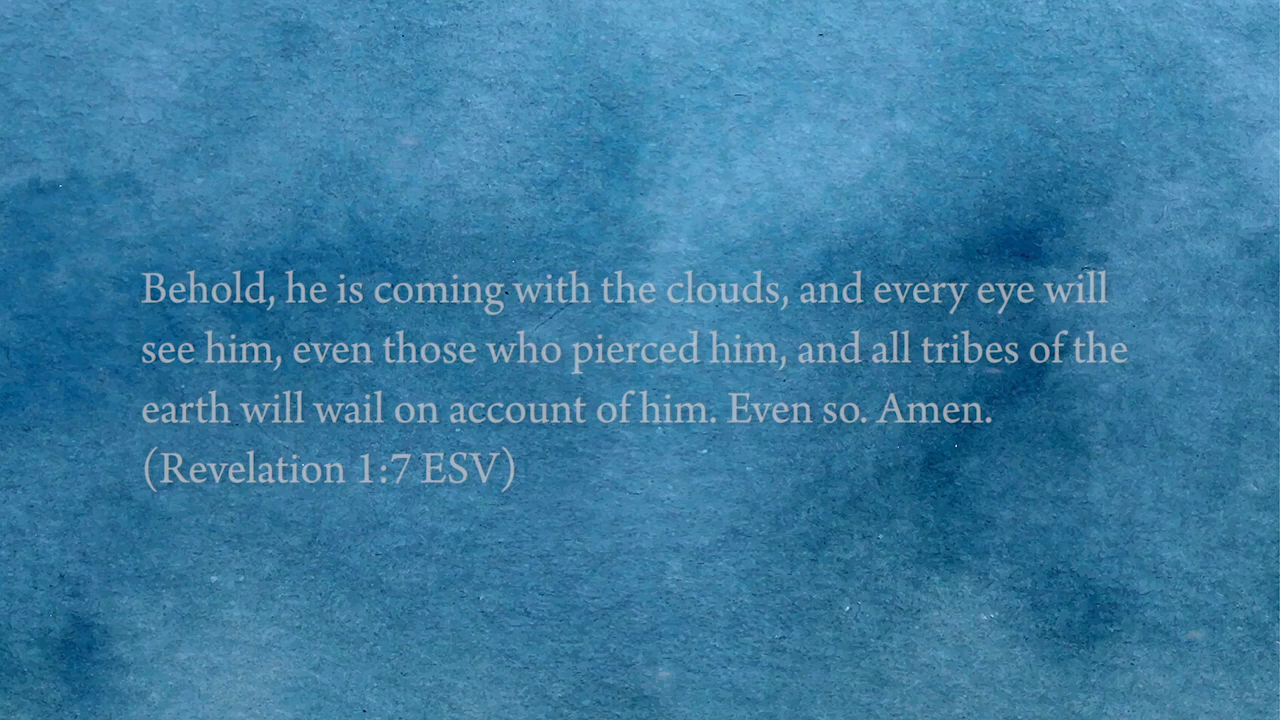 Behold, he is coming with the clouds, and every eye will
see him, even those who pierced him, and all tribes of the
earth will wail on account of him. Even so. Amen.
(Revelation 1:7 ESV)